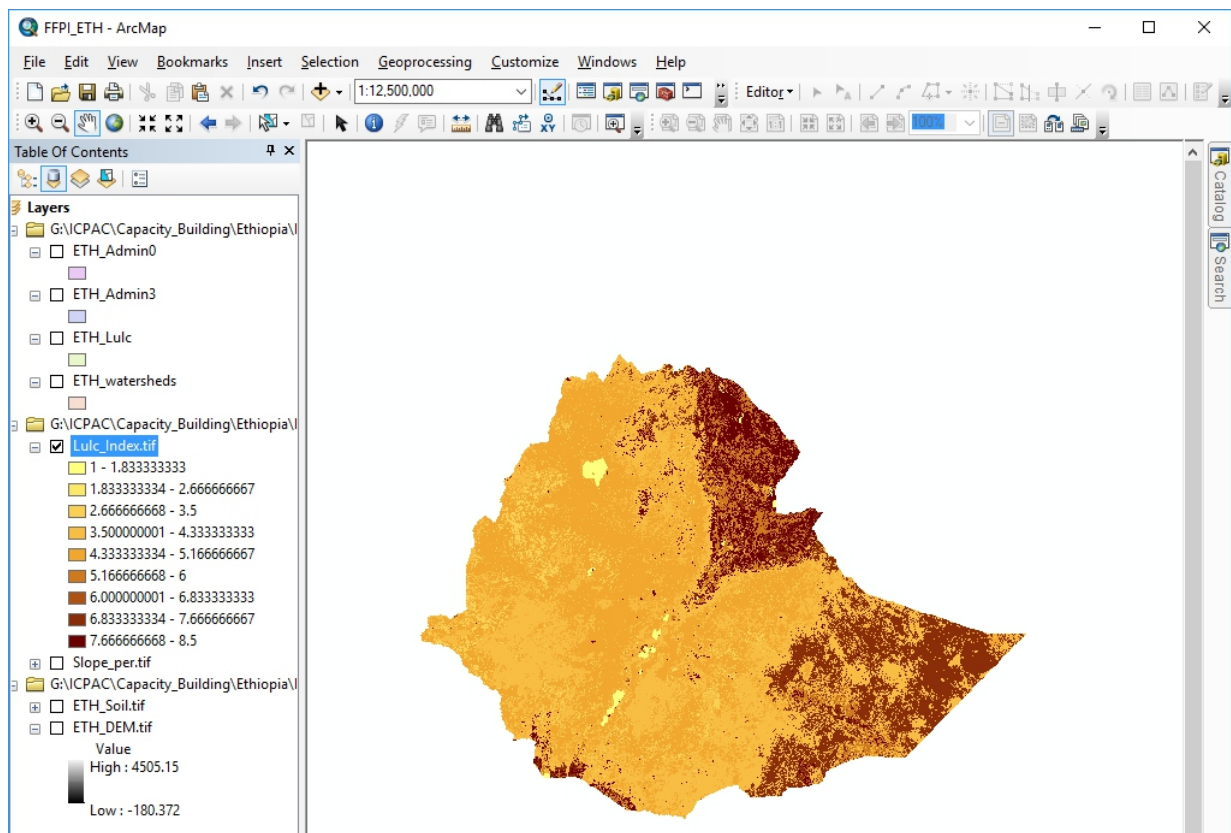 FFPI_ETH - ArcMap
File Edit View Bookmarks Insert Selection Geoprocessing Customize Windows Help
1:12,500,000
Editor
XY
1:1
100%
Table Of Contents
Layers
G:\ICPAC\Capacity_Building\Ethiopia\I
ETH_Admin0
ETH_Admin3
ETH_Lulc
ETH_watersheds
G:\ICPAC\Capacity_Building\Ethiopia\I
Lulc_Index.tif
1 - 1.833333333
1.833333334 - 2.666666667
2.666666668 - 3.5
3.500000001 - 4.333333333
4.333333334 - 5.166666667
5.166666668 - 6
6.000000001 - 6.833333333
6.833333334 - 7.666666667
7.666666668 - 8.5
Slope_per.tif
G:\ICPAC\Capacity_Building\Ethiopia\I
ETH_Soil.tif
ETH_DEM.tif
Value
High : 4505.15
Low : -180.372
Catalog
Search